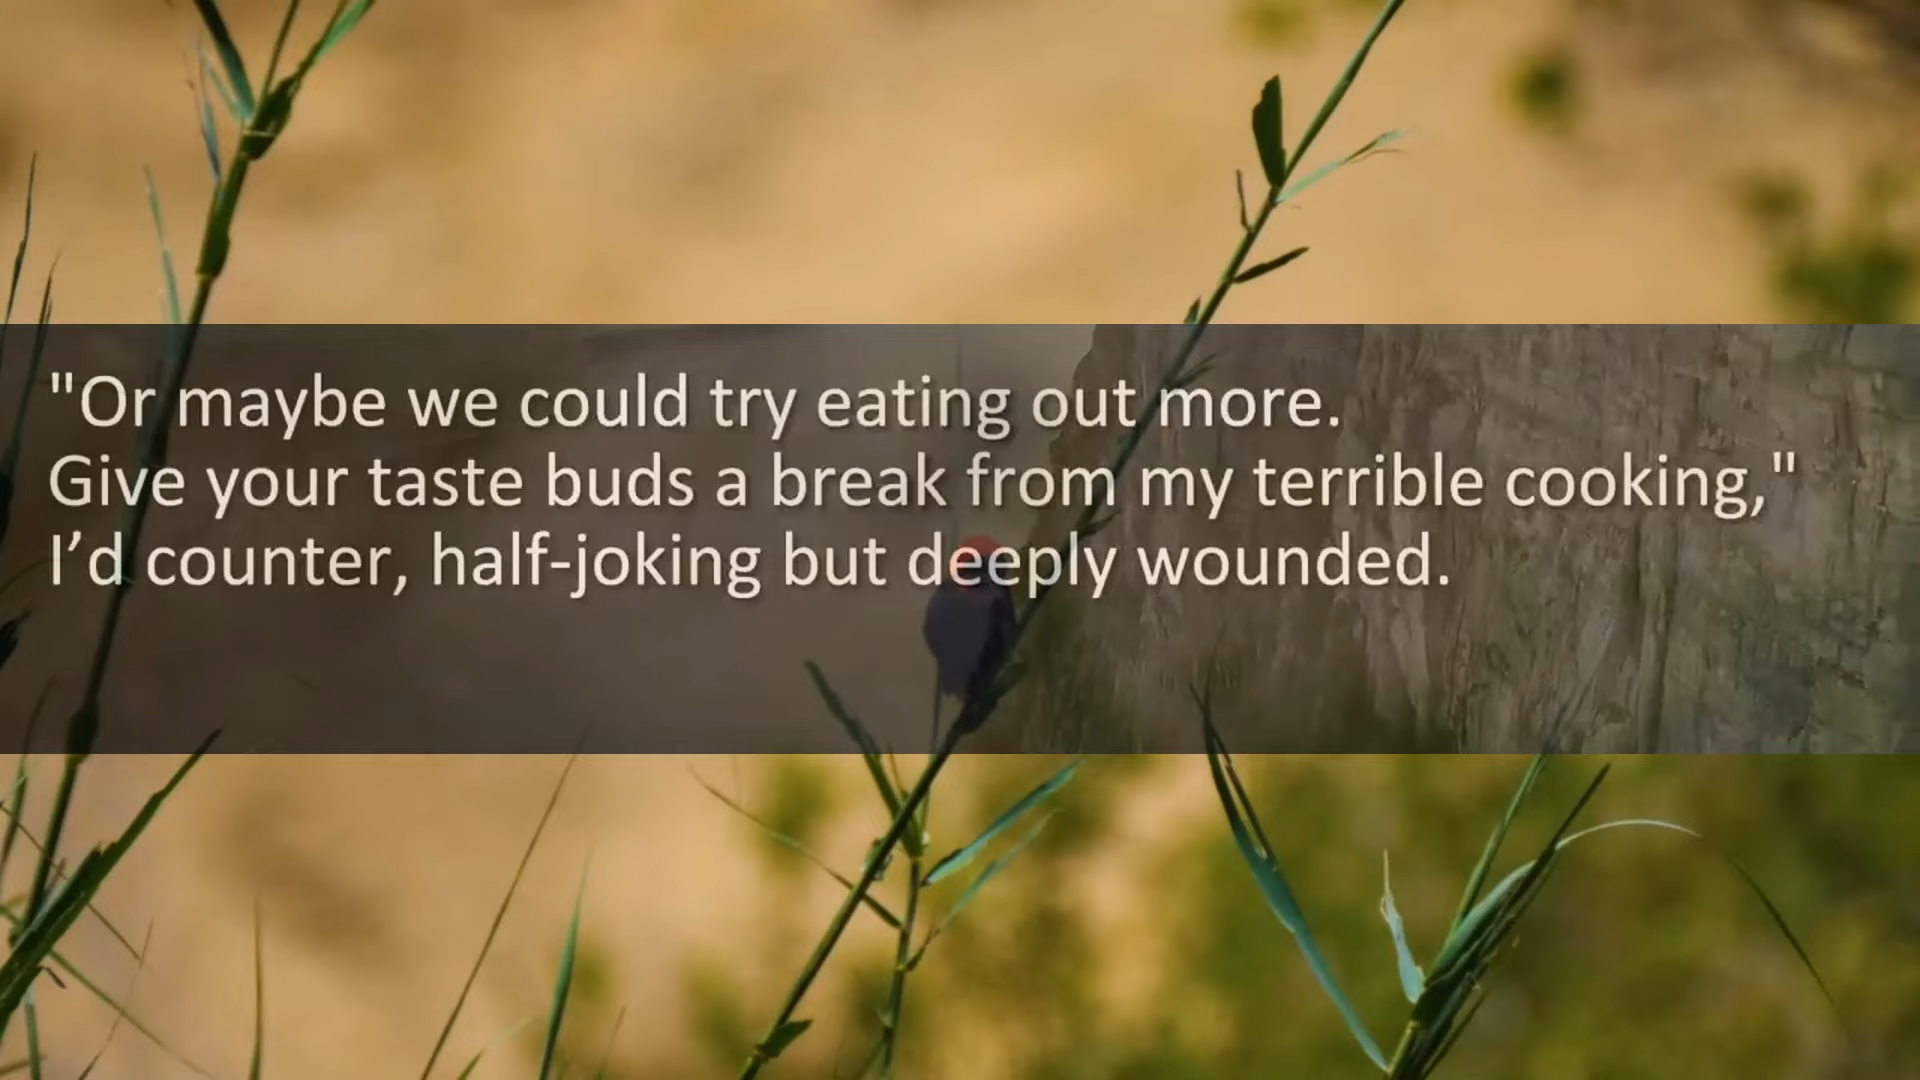 "Or maybe we could try eating out more.
Give your taste buds a break from my terrible cooking,"
I’d counter, half-joking but deeply wounded.